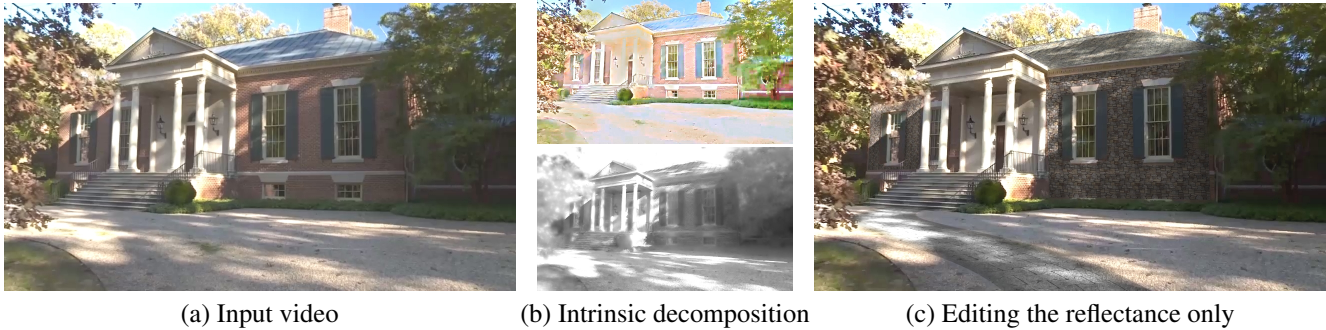 (a) Input video
(b) Intrinsic decomposition
(c) Editing the reflectance only